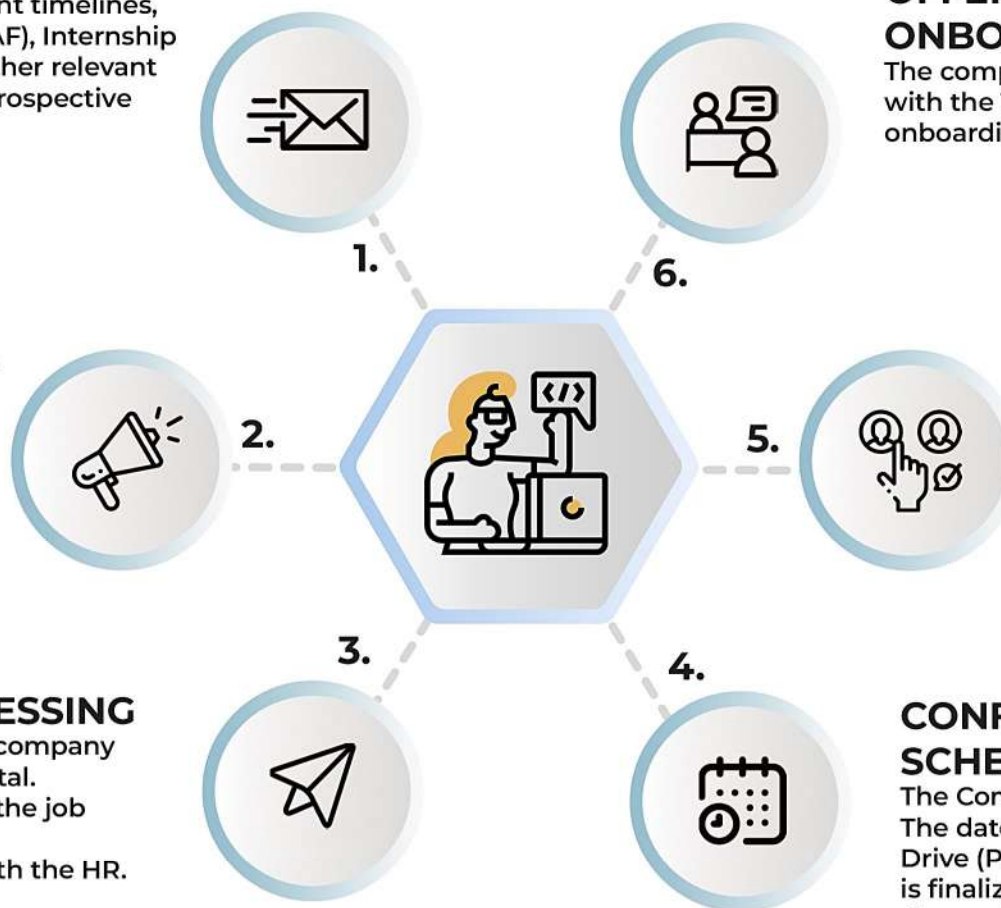 nt timelines,
AF), Internship
her relevant
rospective
1.
2.
3.
ESSING
company
tal.
the job
th the HR.
6.
ONBO
The comp
with the
onboardi
5.
4.
CONF
SCHE
The Con
The date
Drive (P
is finaliz